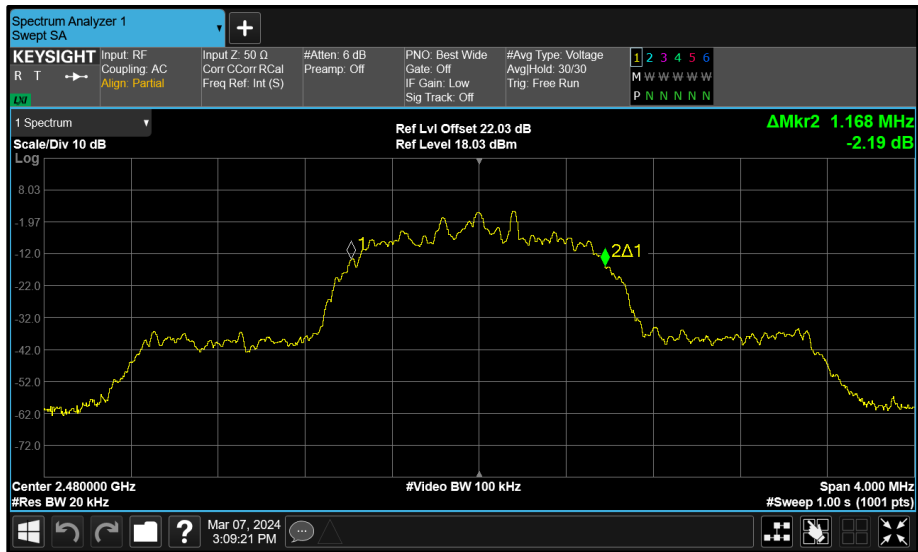 Spectrum Analyzer 1
Swept SA
+
KEYSIGHT
R T
LXI
Input: RF
Coupling: AC
Align: Partial
Input Z: 50 Ω
Corr CCorr RCal
Freq Ref: Int (S)
#Atten: 6 dB
Preamp: Off
PNO: Best Wide
Gate: Off
IF Gain: Low
Sig Track: Off
#Avg Type: Voltage
Avg|Hold: 30/30
Trig: Free Run
1 2 3 4 5 6
M W W W W W
P N N N N N
1 Spectrum
Scale/Div 10 dB
Log
Ref Lvl Offset 22.03 dB
Ref Level 18.03 dBm
ΔMkr2 1.168 MHz
-2.19 dB
8.03
-1.97
-12.0
-22.0
-32.0
-42.0
-52.0
-62.0
-72.0
1
2Δ1
Center 2.480000 GHz
#Res BW 20 kHz
#Video BW 100 kHz
Span 4.000 MHz
#Sweep 1.00 s (1001 pts)
?
Mar 07, 2024
3:09:21 PM